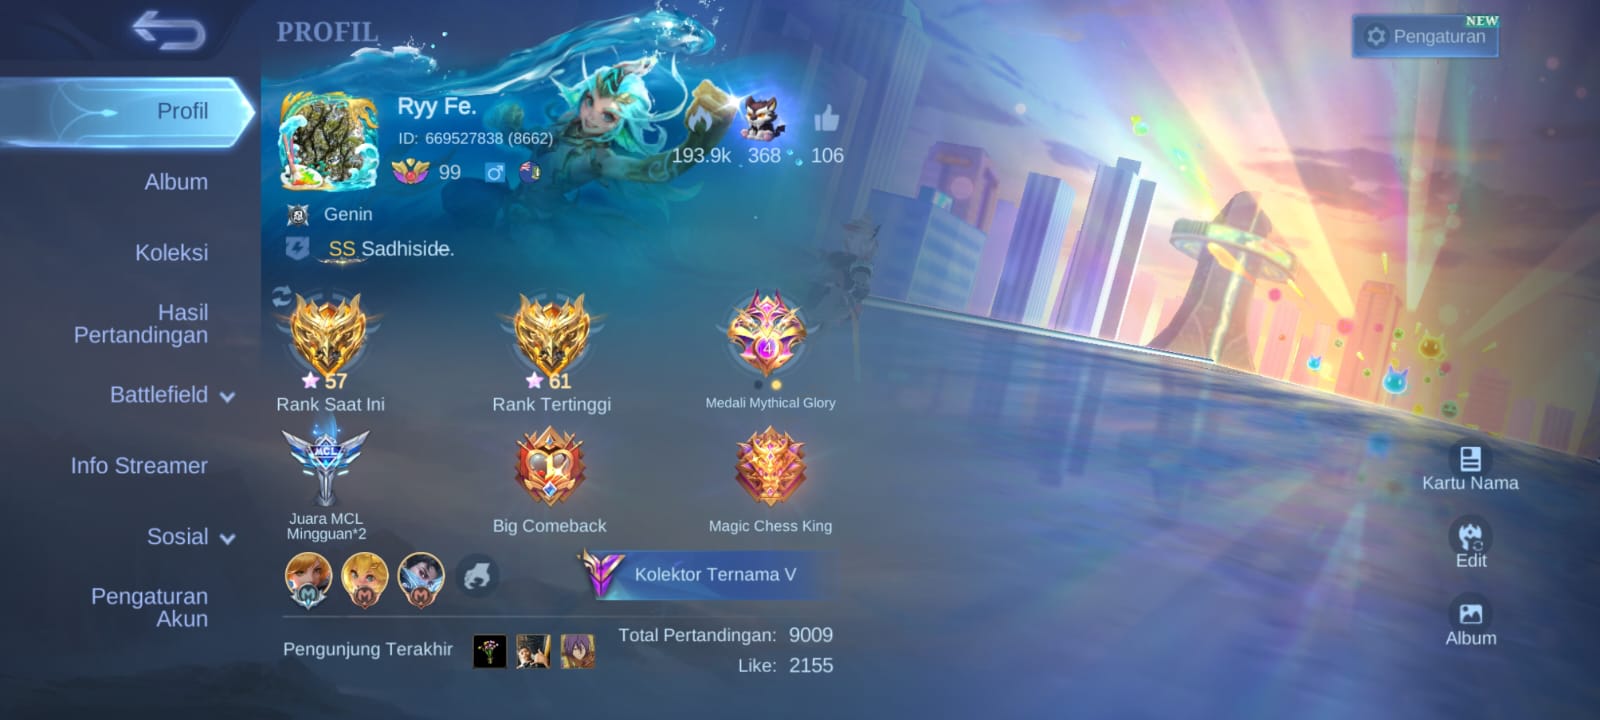 PROFIL
NEW
Pengaturan
Profil
Album
Koleksi
Hasil
Pertandingan
Battlefield
Info Streamer
Sosial
Pengaturan
Akun
Ryy Fe.
ID: 669527838 (8662)
99
193.9k
368
106
Genin
SS Sadhiside.
57
Rank Saat Ini
61
Rank Tertinggi
4
Medali Mythical Glory
MCL
Juara MCL
Mingguan*2
Big Comeback
Magic Chess King
M
M
M
Kolektor Ternama V
Pengunjung Terakhir
Total Pertandingan: 9009
Like: 2155
Kartu Nama
Edit
Album